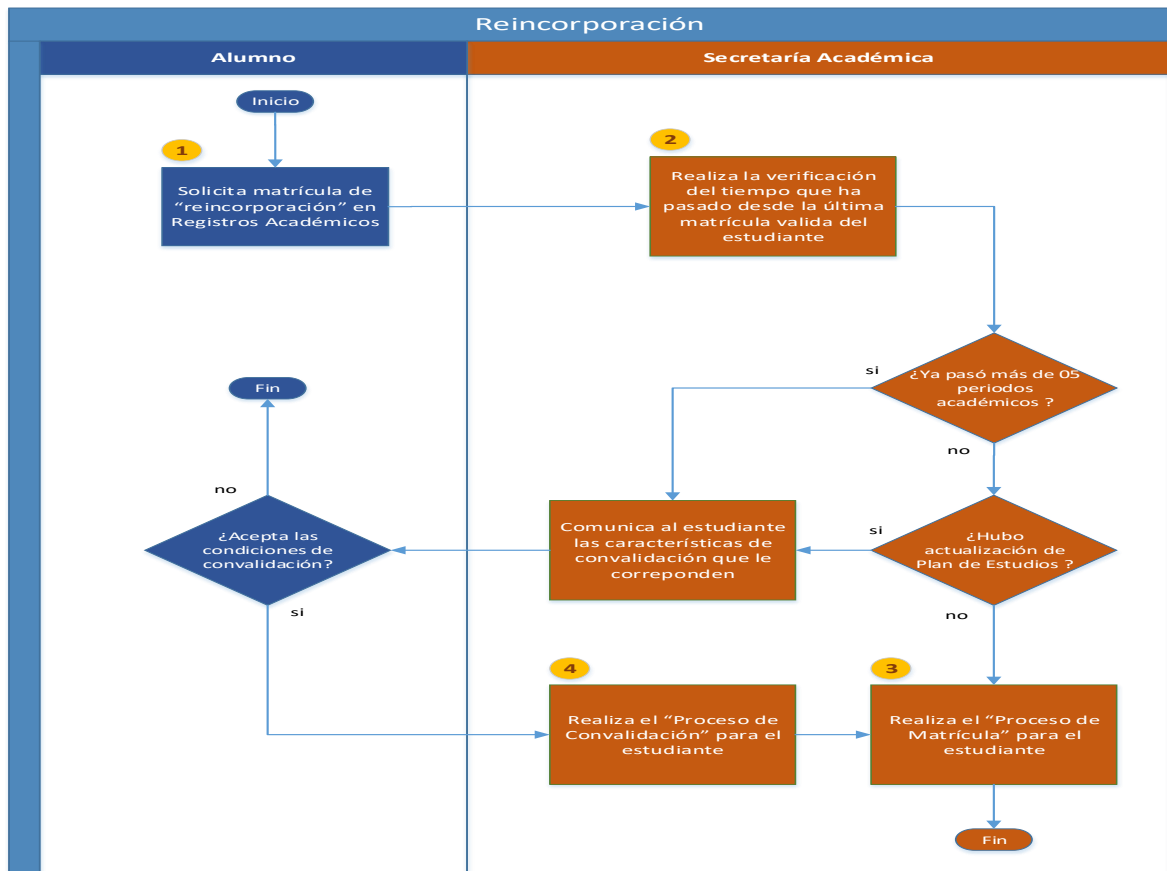 Reincorporación
Alumno
Secretaría Académica
Inicio
1
Solicita matrícula de
“reincorporación” en
Registros Académicos
2
Realiza la verificación
del tiempo que ha
pasado desde la última
matrícula valida del
estudiante
si
¿Ya pasó más de 05
periodos
académicos ?
no
Fin
no
¿Acepta las
condiciones de
convalidación?
si
Comunica al estudiante
las características de
convalidación que le
correponden
si
¿Hubo
actualización de
Plan de Estudios ?
no
4
Realiza el “Proceso de
Convalidación” para el
estudiante
3
Realiza el “Proceso de
Matrícula” para el
estudiante
Fin